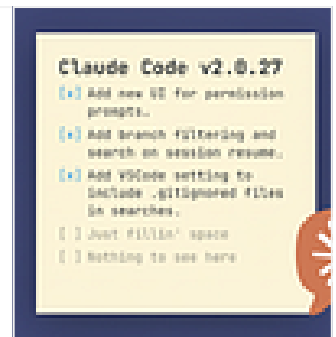 Claude Code v2.0.27
[x] Add new UI for permission
prompts.
[x] Add branch filtering and
search on session resume.
[x] Add VSCode setting to
include .gitignored files
in searches.
[ ] Just fillin' space
[ ] Nothing to see here